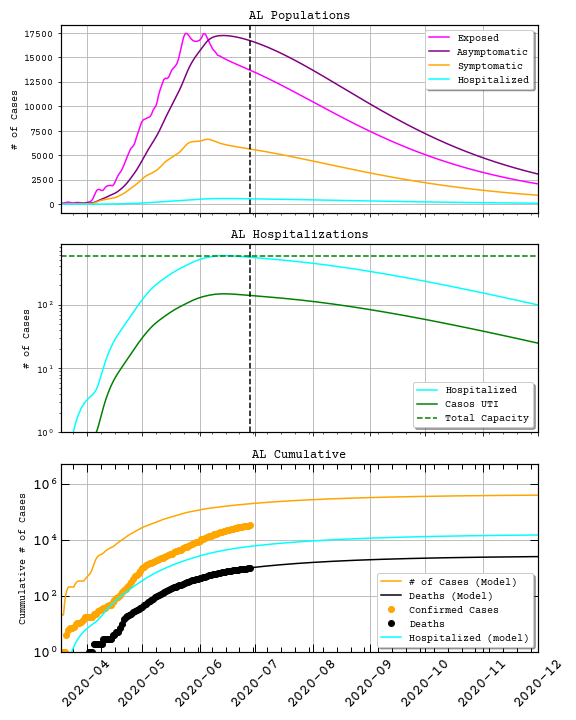 AL Populations
# of Cases
17500
15000
12500
10000
7500
5000
2500
0
Exposed
Asymptomatic
Symptomatic
Hospitalized
AL Hospitalizations
# of Cases
10²
10¹
10⁰
Hospitalized
Casos UTI
Total Capacity
AL Cumulative
Cummulative # of Cases
10⁶
10⁴
10²
10⁰
# of Cases (Model)
Deaths (Model)
Confirmed Cases
Deaths
Hospitalized (model)
2020-04
2020-05
2020-06
2020-07
2020-08
2020-09
2020-10
2020-11
2020-12